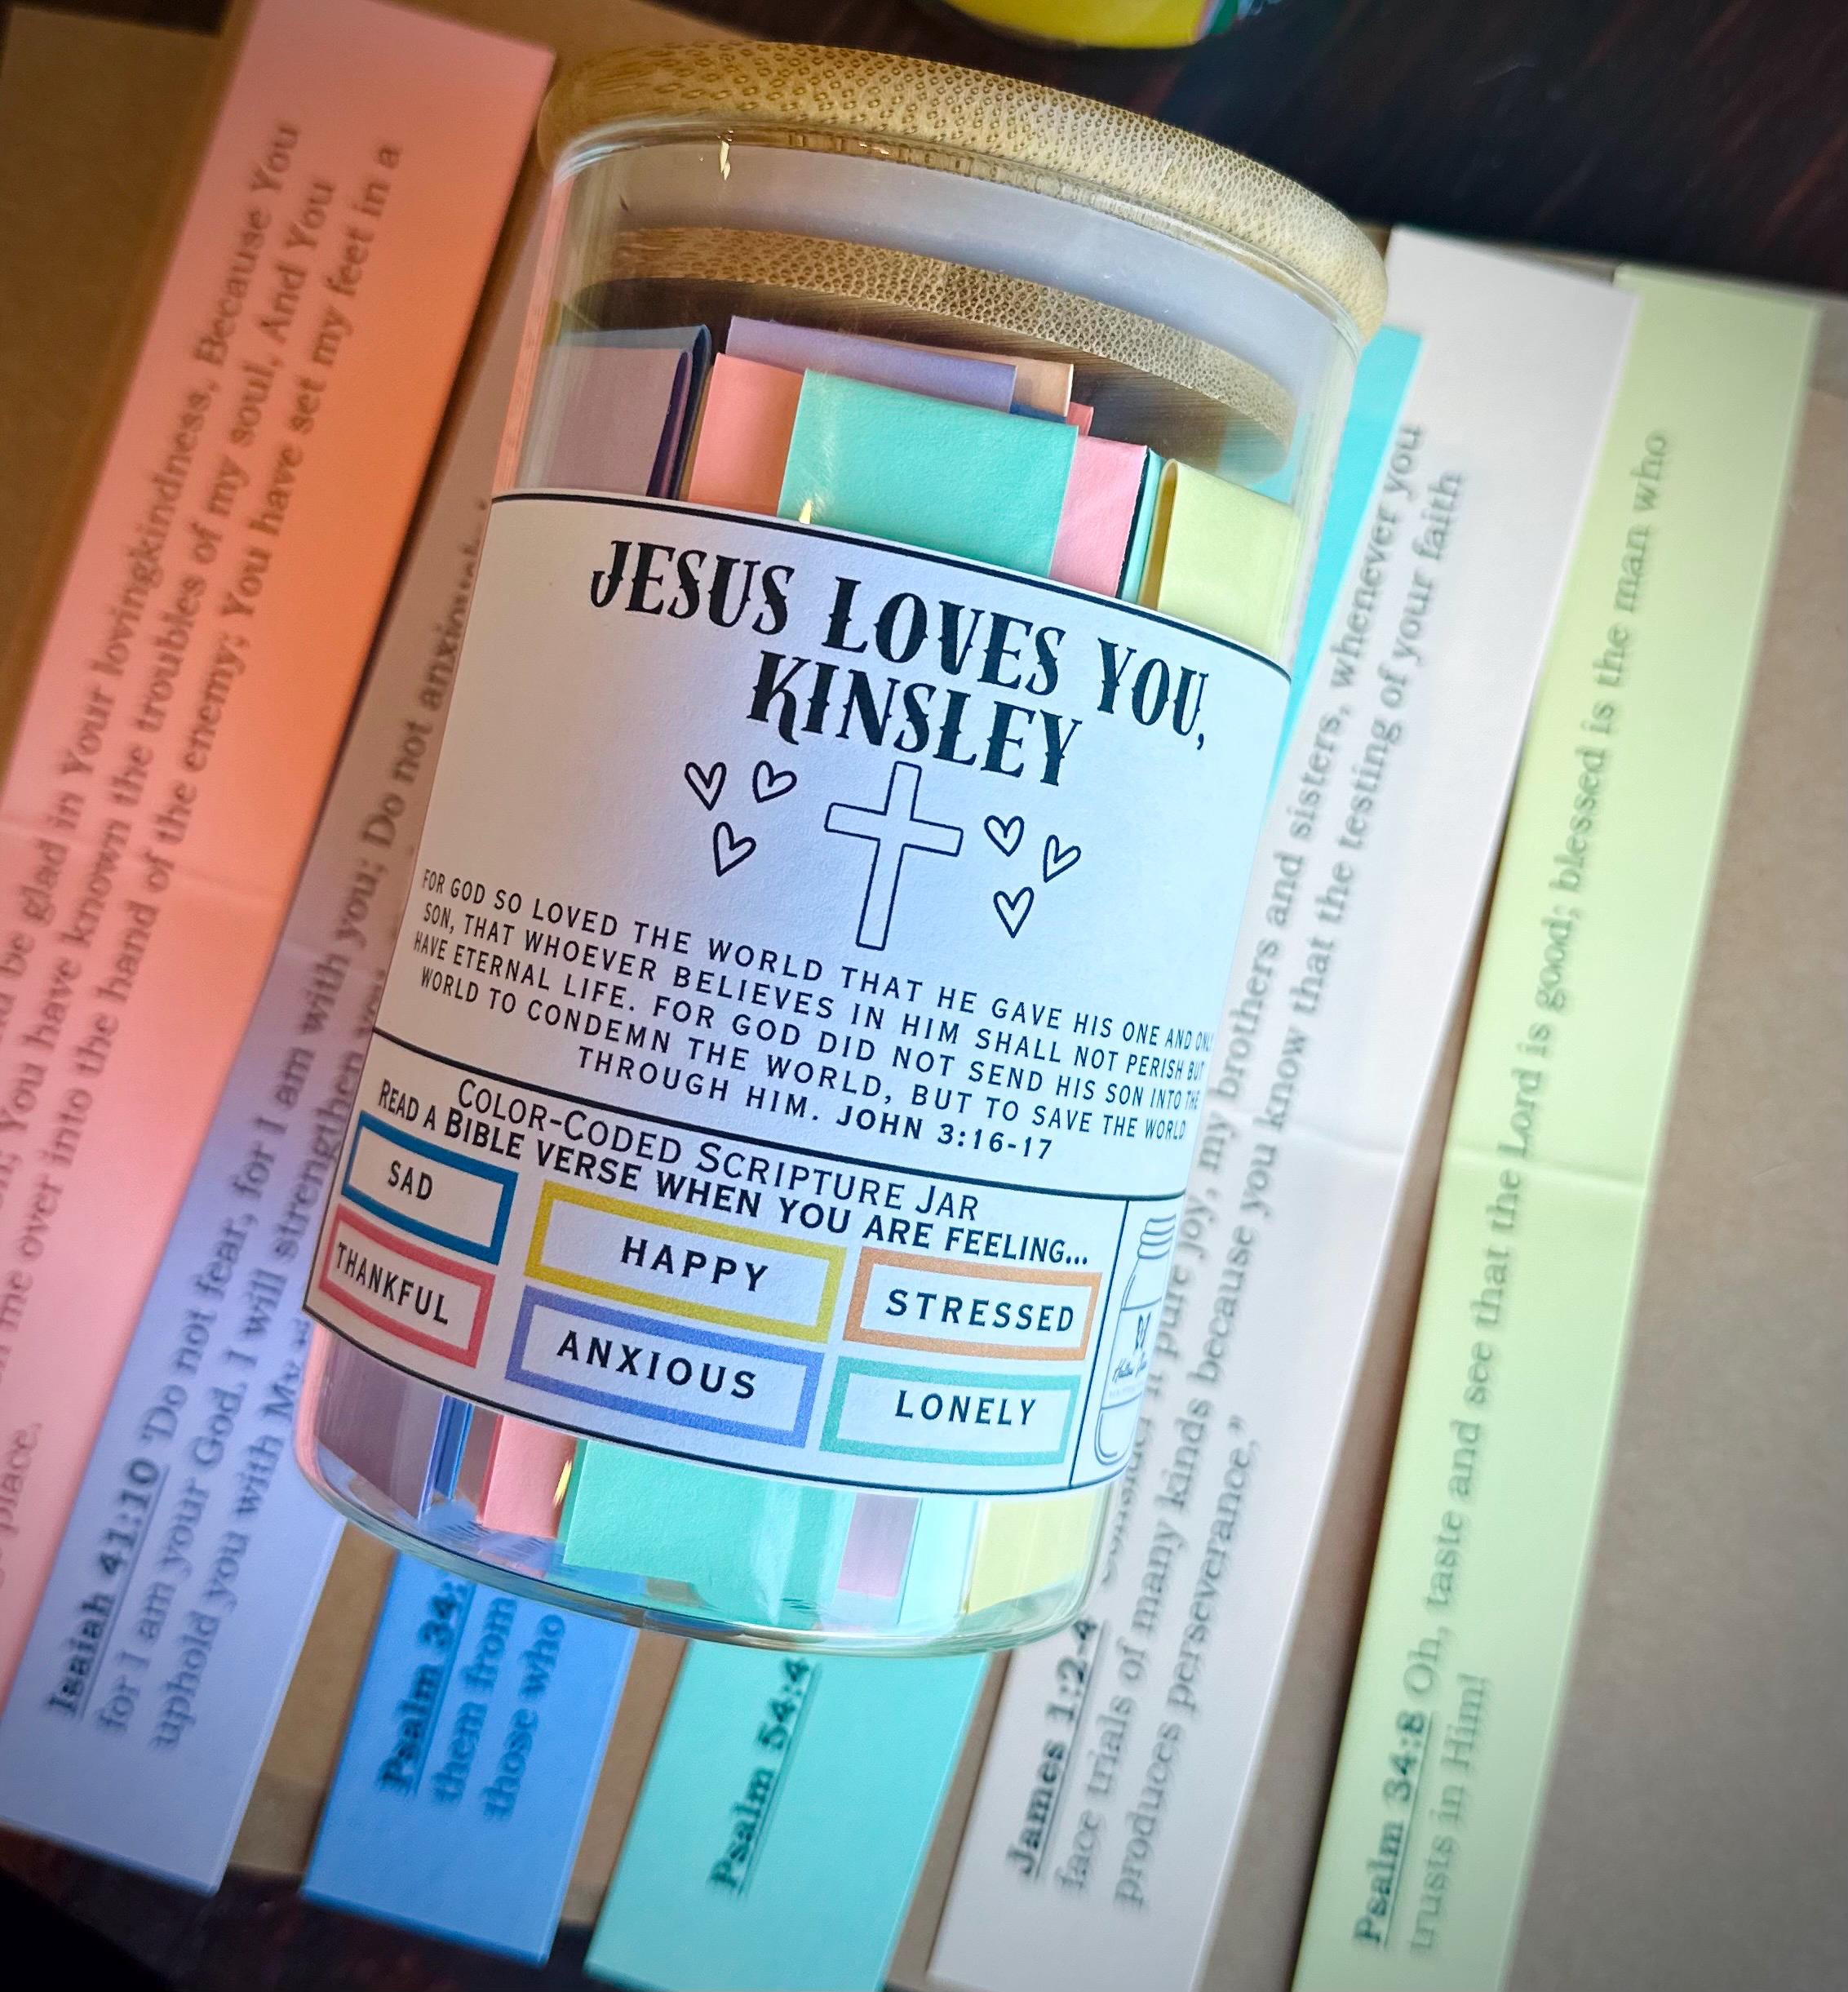 JESUS LOVES YOU,
KINSLEY
FOR GOD SO LOVED THE WORLD THAT HE GAVE HIS ONE AND ONLY
SON, THAT WHOEVER BELIEVES IN HIM SHALL NOT PERISH BUT
HAVE ETERNAL LIFE. FOR GOD DID NOT SEND HIS SON INTO THE
WORLD TO CONDEMN THE WORLD, BUT TO SAVE THE WORLD
THROUGH HIM. JOHN 3:16-17
COLOR-CODED SCRIPTURE JAR
READ A BIBLE VERSE WHEN YOU ARE FEELING...
SAD
HAPPY
STRESSED
THANKFUL
ANXIOUS
LONELY
be glad in Your lovingkindness, Because You
You have known the troubles of my soul, And You
me over into the hand of the enemy; You have set my feet in a
place.
Isaiah 41:10 'Do not fear, for I am with you; Do not anxiously
for I am your God. I will strengthen you,
uphold you with My
Psalm 34:
them from
those who
Psalm 54:4
James 1:2-4 pure joy, my brothers and sisters, whenever you
face trials of many kinds because you know that the testing of your faith
produces perseverance,"
Psalm 34:8 Oh, taste and see that the Lord is good; blessed is the man who
trusts in Him!